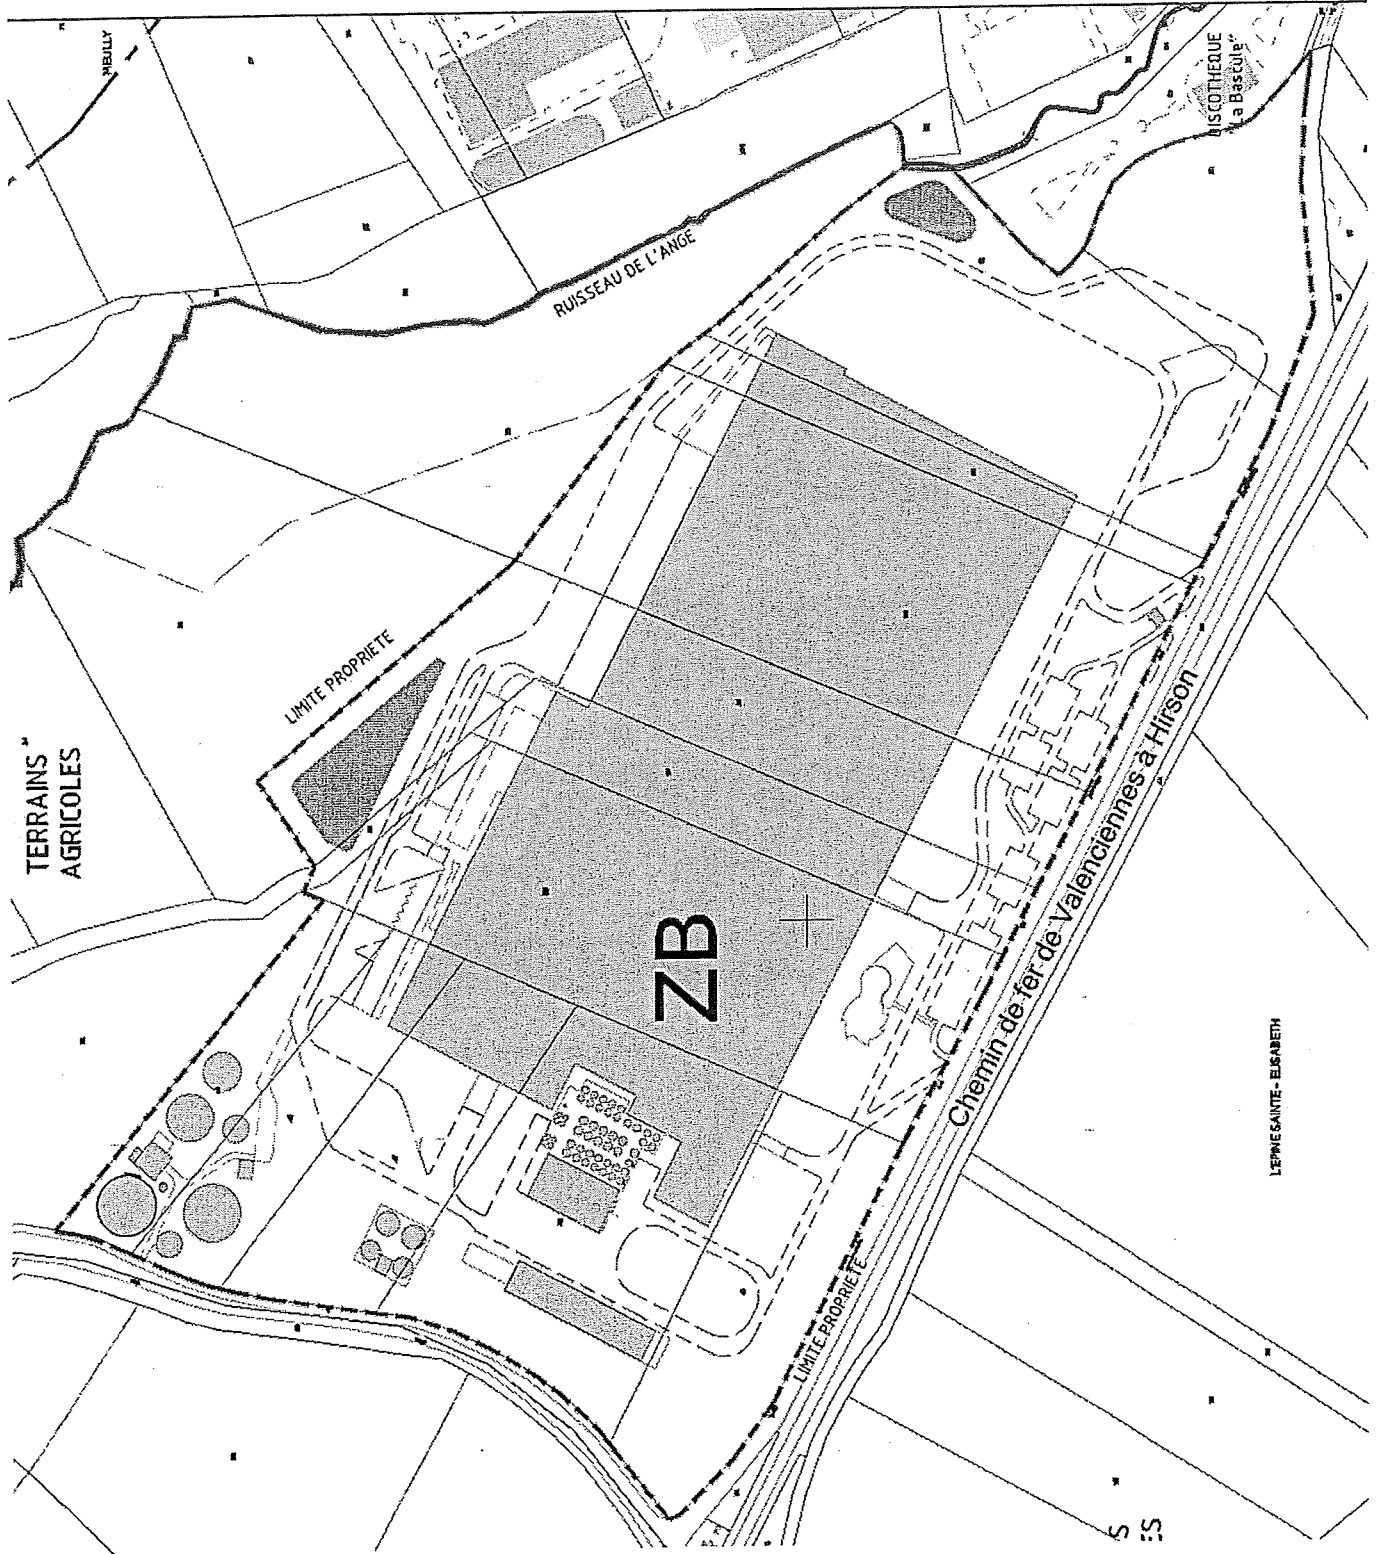 MEULLY
DISCOTHEQUE
"La Bascule"
RUISSEAU DE L'ANGE
LIMITE PROPRIETE
TERRAINS
AGRICOLES
ZB
Chemin de fer de Valenciennes à Hirson
L'EPINE SAINTE - ELISABETH
LIMITE PROPRIETE
S
ES